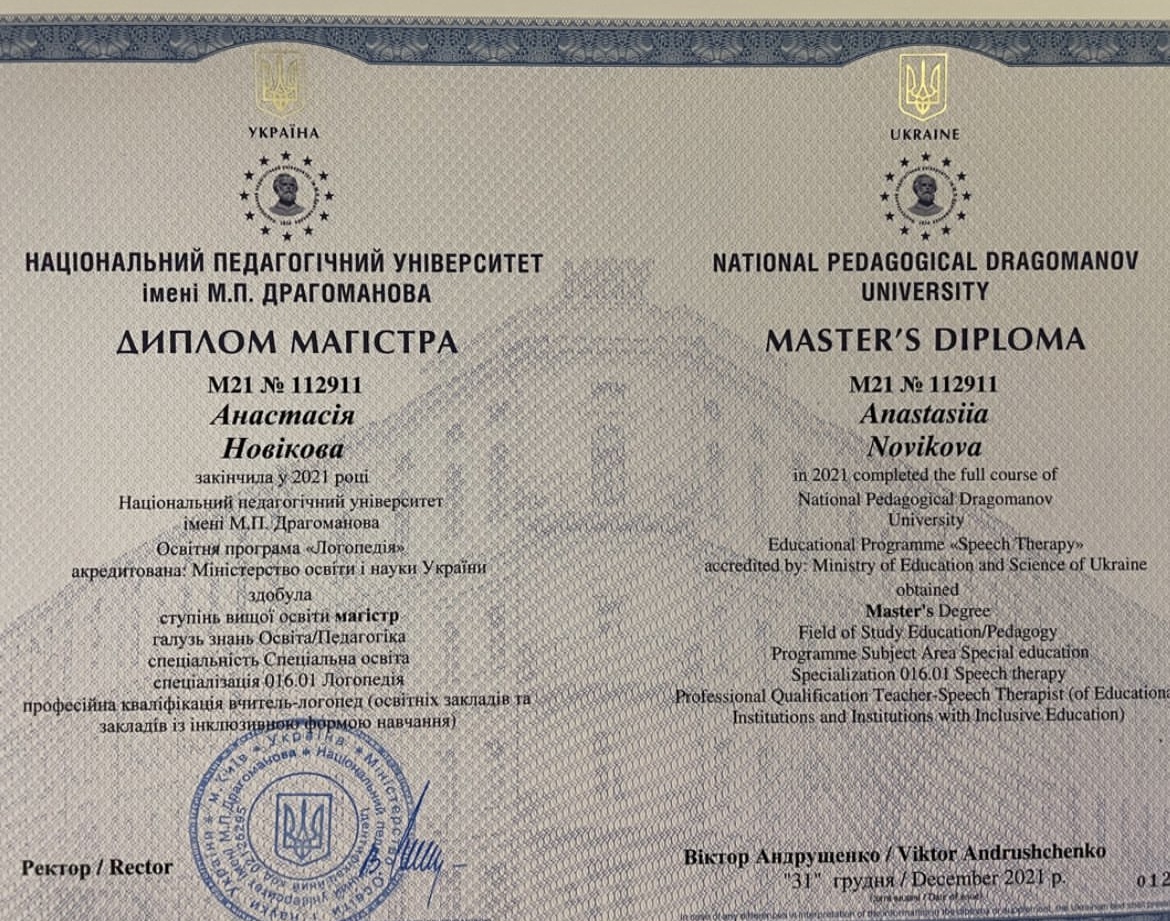 УКРАЇНА
НАЦІОНАЛЬНИЙ ПЕДАГОГІЧНИЙ УНІВЕРСИТЕТ
імені М.П. ДРАГОМАНОВА
ДИПЛОМ МАГІСТРА
М21 № 112911
Анастасія
Новікова
закінчила у 2021 році
Національний педагогічний університет
імені М.П. Драгоманова
Освітня програма «Логопедія»
акредитована: Міністерство освіти і науки України
здобула
ступінь вищої освіти магістр
галузь знань Освіта/Педагогіка
спеціальність Спеціальна освіта
спеціалізація 016.01 Логопедія
професійна кваліфікація вчитель-логопед (освітніх закладів та
закладів із інклюзивною формою навчання)
Ректор / Rector
UKRAINE
NATIONAL PEDAGOGICAL DRAGOMANOV
UNIVERSITY
MASTER'S DIPLOMA
M21 № 112911
Anastasiia
Novikova
in 2021 completed the full course of
National Pedagogical Dragomanov
University
Educational Programme «Speech Therapy»
accredited by: Ministry of Education and Science of Ukraine
obtained
Master's Degree
Field of Study Education/Pedagogy
Programme Subject Area Special education
Specialization 016.01 Speech therapy
Professional Qualification Teacher-Speech Therapist (of Educationa
Institutions and Institutions with Inclusive Education)
Віктор Андрущенко / Viktor Andrushchenko
"31" грудня / December 2021 р.
012